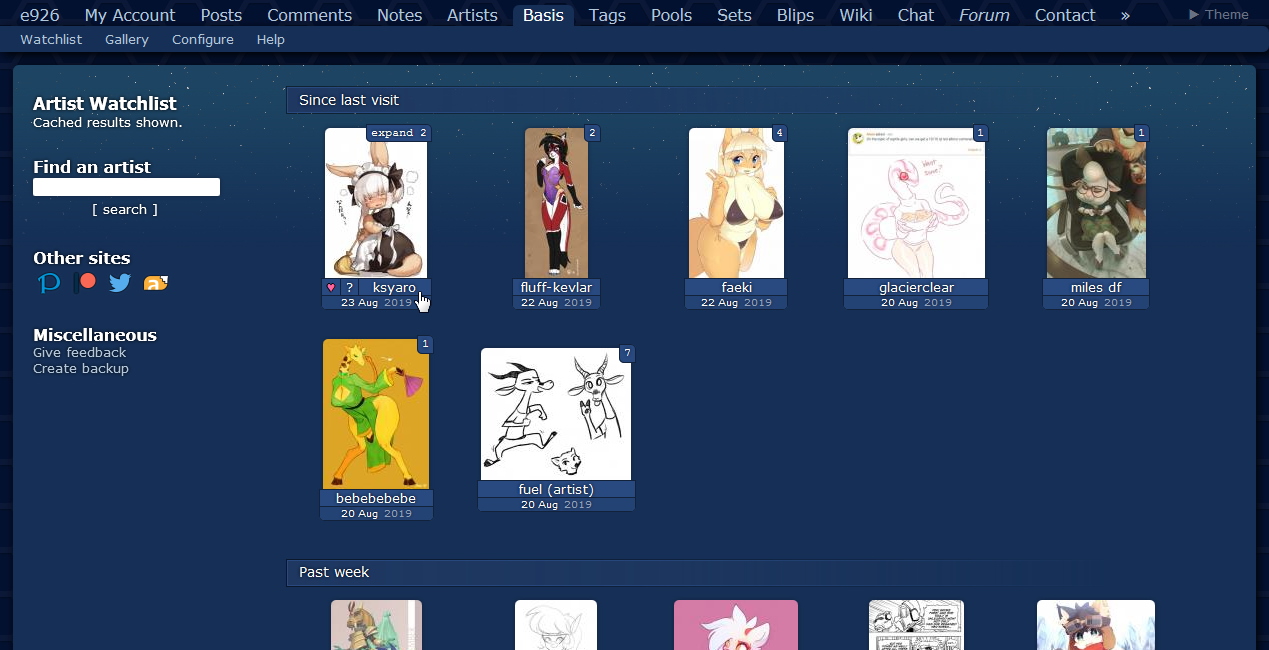 e926 My Account Posts Comments Notes Artists Basis Tags Pools Sets Blips Wiki Chat Forum Contact » ▶ Theme
Watchlist Gallery Configure Help
Artist Watchlist
Cached results shown.
Find an artist
[ search ]
Other sites
Miscellaneous
Give feedback
Create backup
Since last visit
expand 2
2
4
1
1
want some?
♥ ? ksyaro
23 Aug 2019
fluff-kevlar
22 Aug 2019
faeki
22 Aug 2019
glacierclear
20 Aug 2019
miles df
20 Aug 2019
1
7
bebebebebe
20 Aug 2019
fuel (artist)
20 Aug 2019
Past week